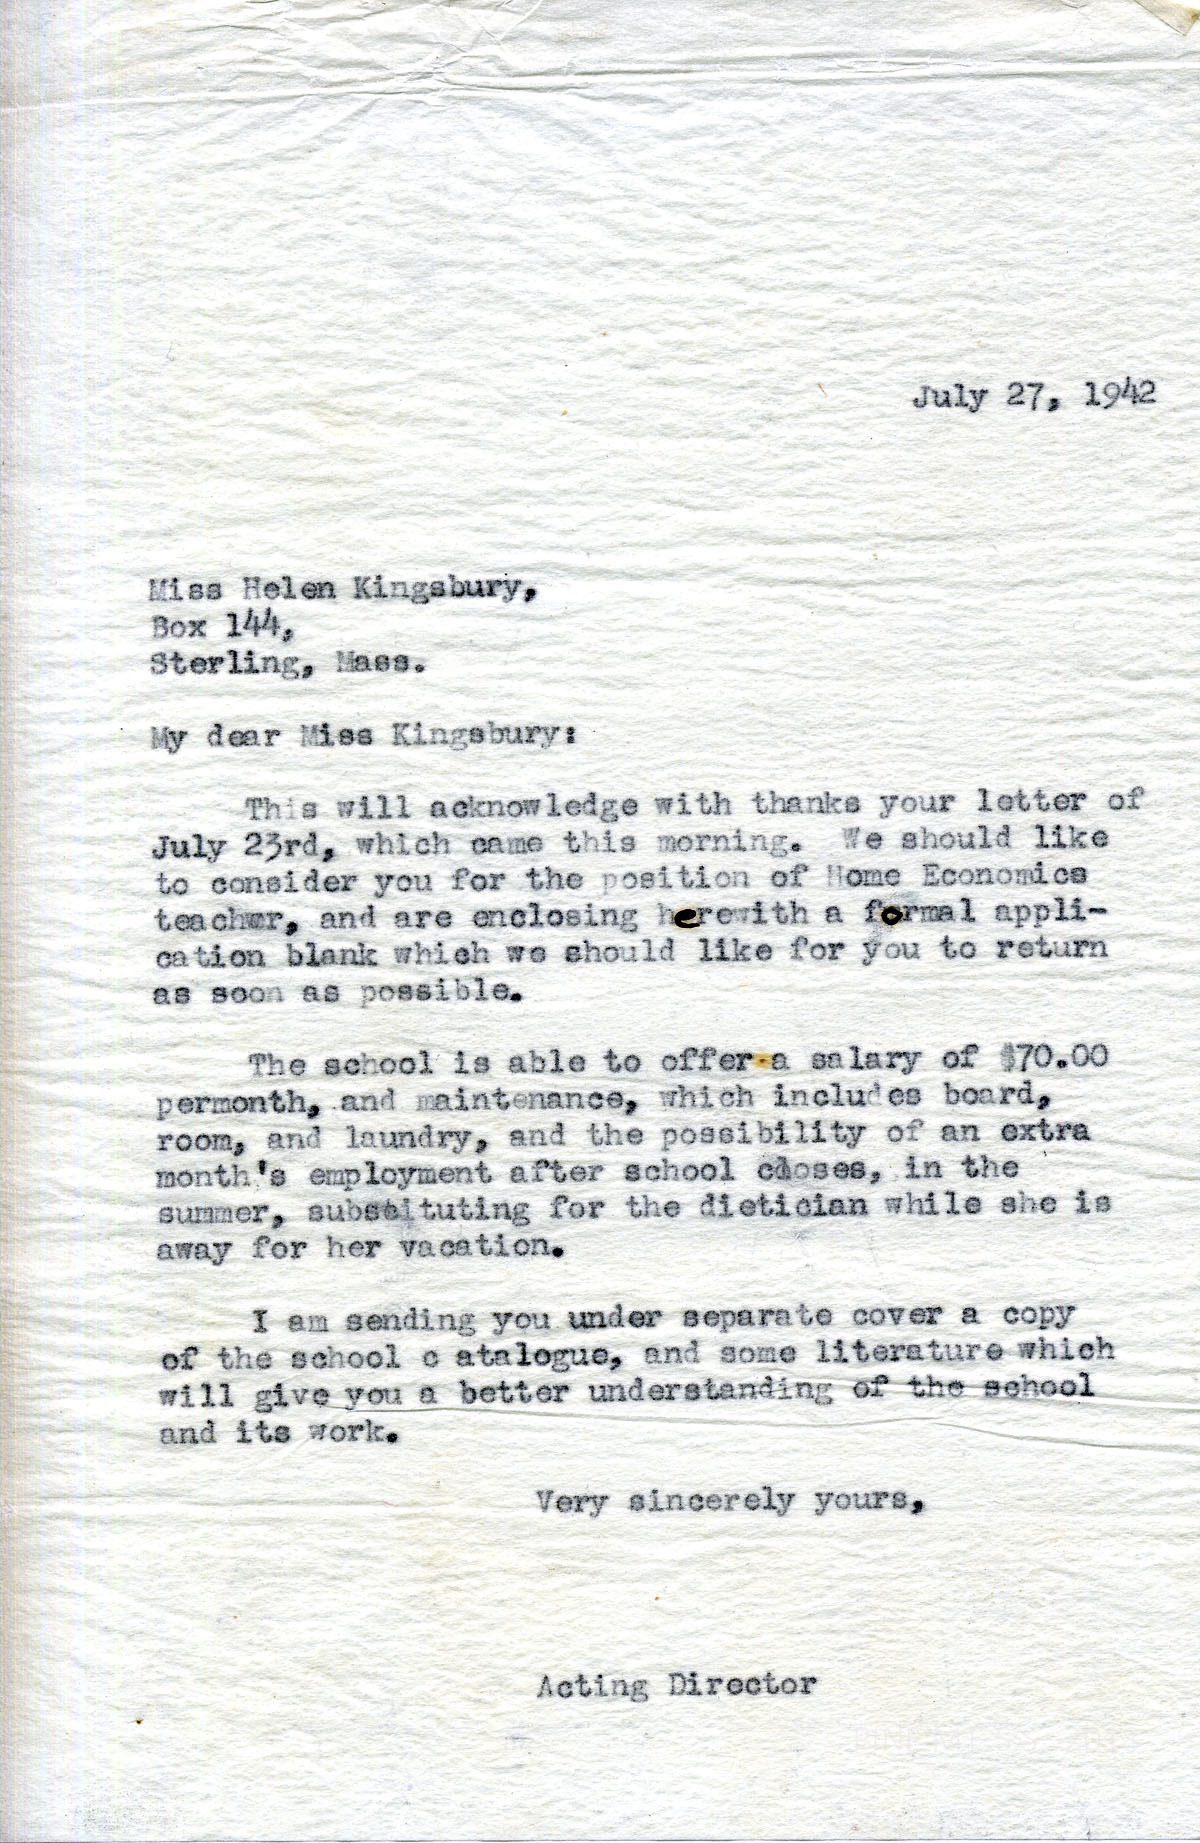 July 27, 1942
Miss Helen Kingsbury,
Box 144,
Sterling, Mass.
My dear Miss Kingsbury:
This will acknowledge with thanks your letter of
July 23rd, which came this morning. We should like
to consider you for the position of Home Economics
teacher, and are enclosing herewith a formal appli-
cation blank which we should like for you to return
as soon as possible.
The school is able to offer a salary of $70.00
permonth, and maintenance, which includes board,
room, and laundry, and the possibility of an extra
month's employment after school closes, in the
summer, substituting for the dietician while she is
away for her vacation.
I am sending you under separate cover a copy
of the school c atalogue, and some literature which
will give you a better understanding of the school
and its work.
Very sincerely yours,
Acting Director